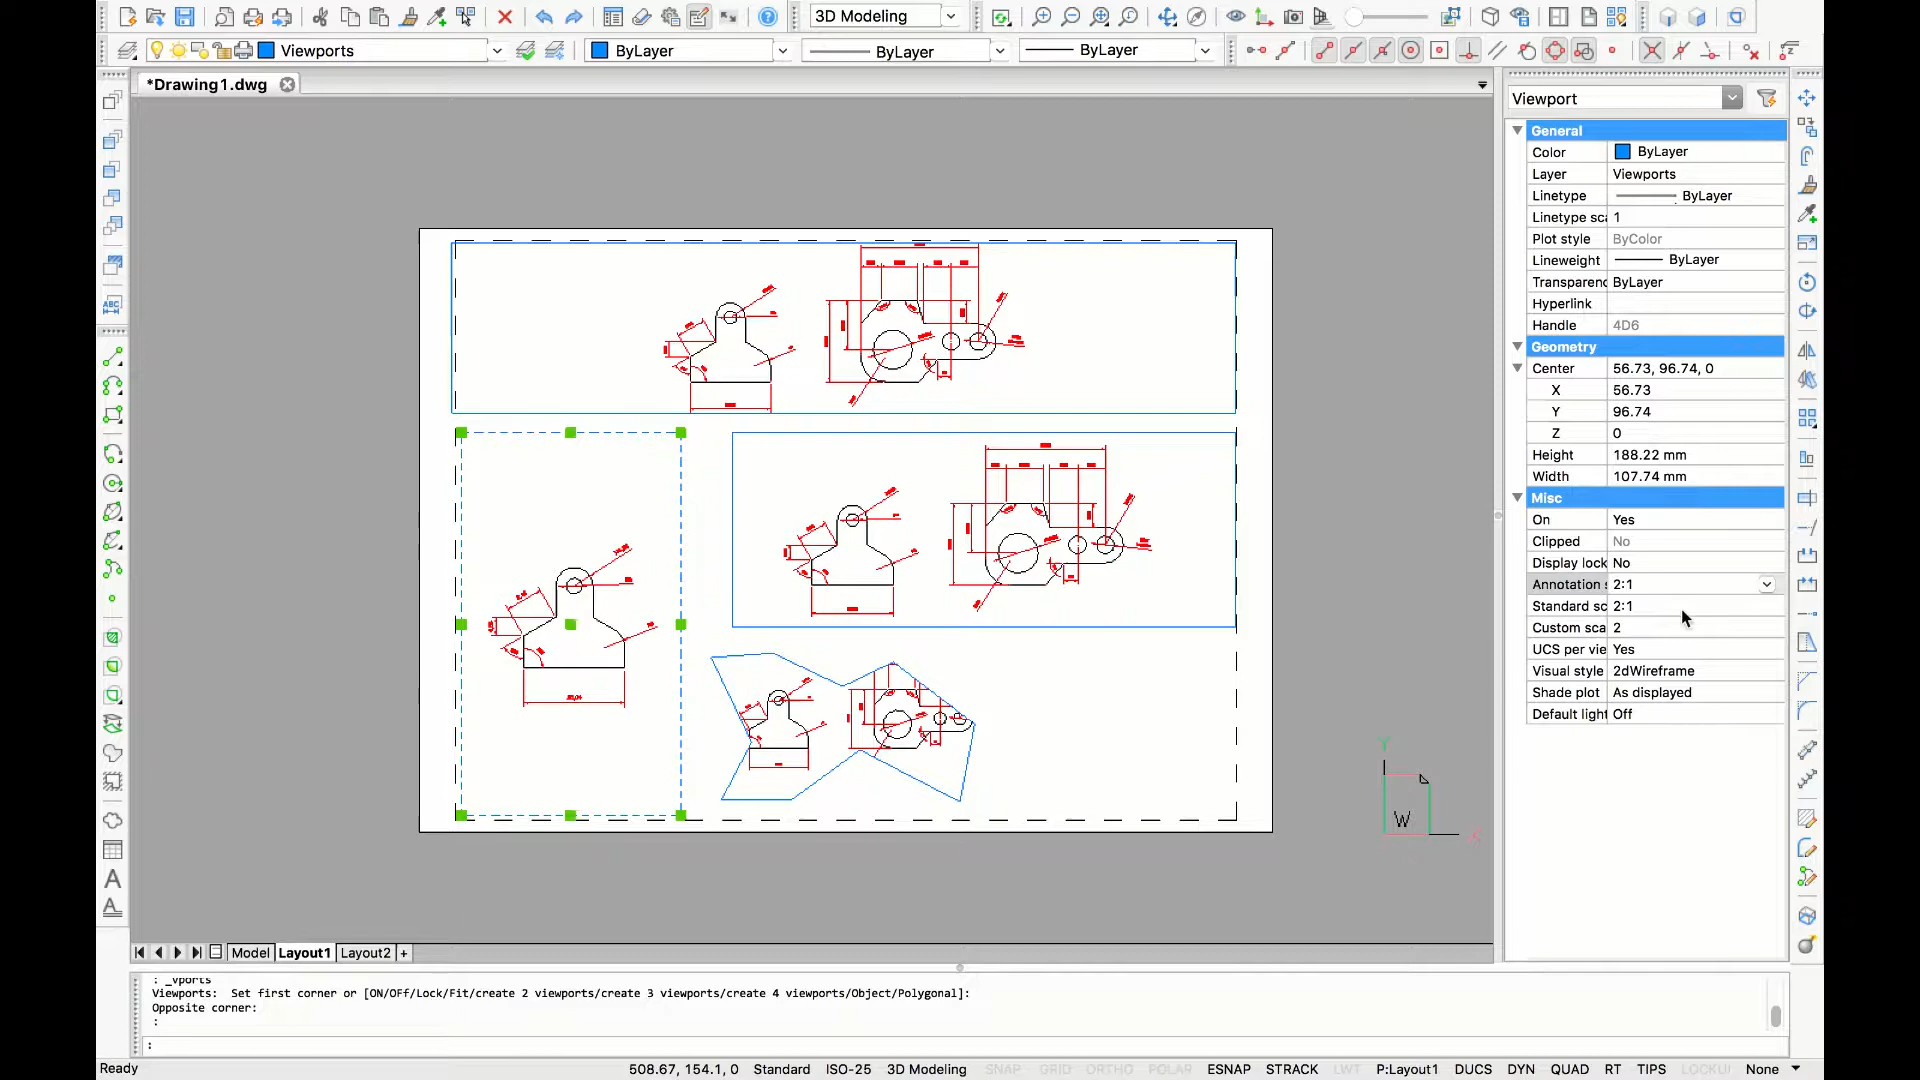 3D Modeling
Viewports
ByLayer
ByLayer
ByLayer
*Drawing1.dwg
Viewport
General
Color ByLayer
Layer Viewports
Linetype ByLayer
Linetype sca 1
Plot style ByColor
Lineweight ByLayer
Transparenc ByLayer
Hyperlink
Handle 4D6
Geometry
Center 56.73, 96.74, 0
X 56.73
Y 96.74
Z 0
Height 188.22 mm
Width 107.74 mm
Misc
On Yes
Clipped No
Display lock No
Annotation s 2:1
Standard sc 2:1
Custom sca 2
UCS per vie Yes
Visual style 2dWireframe
Shade plot As displayed
Default light Off
ABC
A
A
Y
W
X
Model Layout1 Layout2 +
: _vports
Viewports: Set first corner or [ON/Off/Lock/Fit/create 2 viewports/create 3 viewports/create 4 viewports/Object/Polygonal]:
Opposite corner:
:
:
Ready 508.67, 154.1, 0 Standard ISO-25 3D Modeling SNAP GRID ORTHO POLAR ESNAP STRACK LWT P:Layout1 DUCS DYN QUAD RT TIPS LOCKUI None